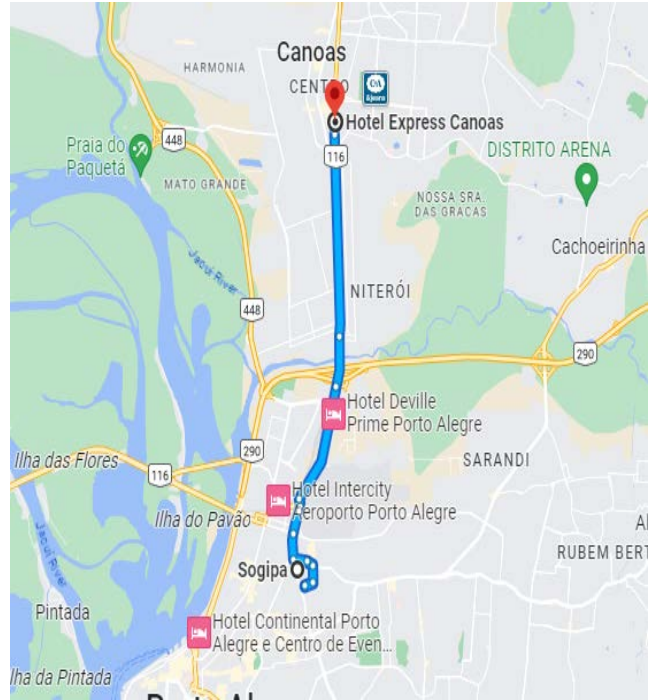 Canoas
HARMONIA
CENTRO
Hotel Express Canoas
448
116
Praia do
Paquetá
DISTRITO ARENA
MATO GRANDE
NOSSA SRA.
DAS GRACAS
Cachoeirinha
Jacuí River
NITERÓI
448
290
Hotel Deville
Prime Porto Alegre
290
Ilha das Flores
SARANDI
116
Hotel Intercity
Aeroporto Porto Alegre
Ilha do Pavão
RUBEM BERT
Sogipa
Jacuí River
Pintada
Hotel Continental Porto
Alegre e Centro de Even...
lha da Pintada